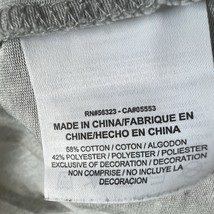 RN#56323 - CA#05553
MADE IN CHINA/FABRIQUE EN
CHINE/HECHO EN CHINA
58% COTTON / COTON / ALGODON
42% POLYESTER / POLYESTER / POLIESTER
EXCLUSIVE OF DECORATION / DECORATION
NON COMPRISE / NO INCLUYE LA
DECORACION